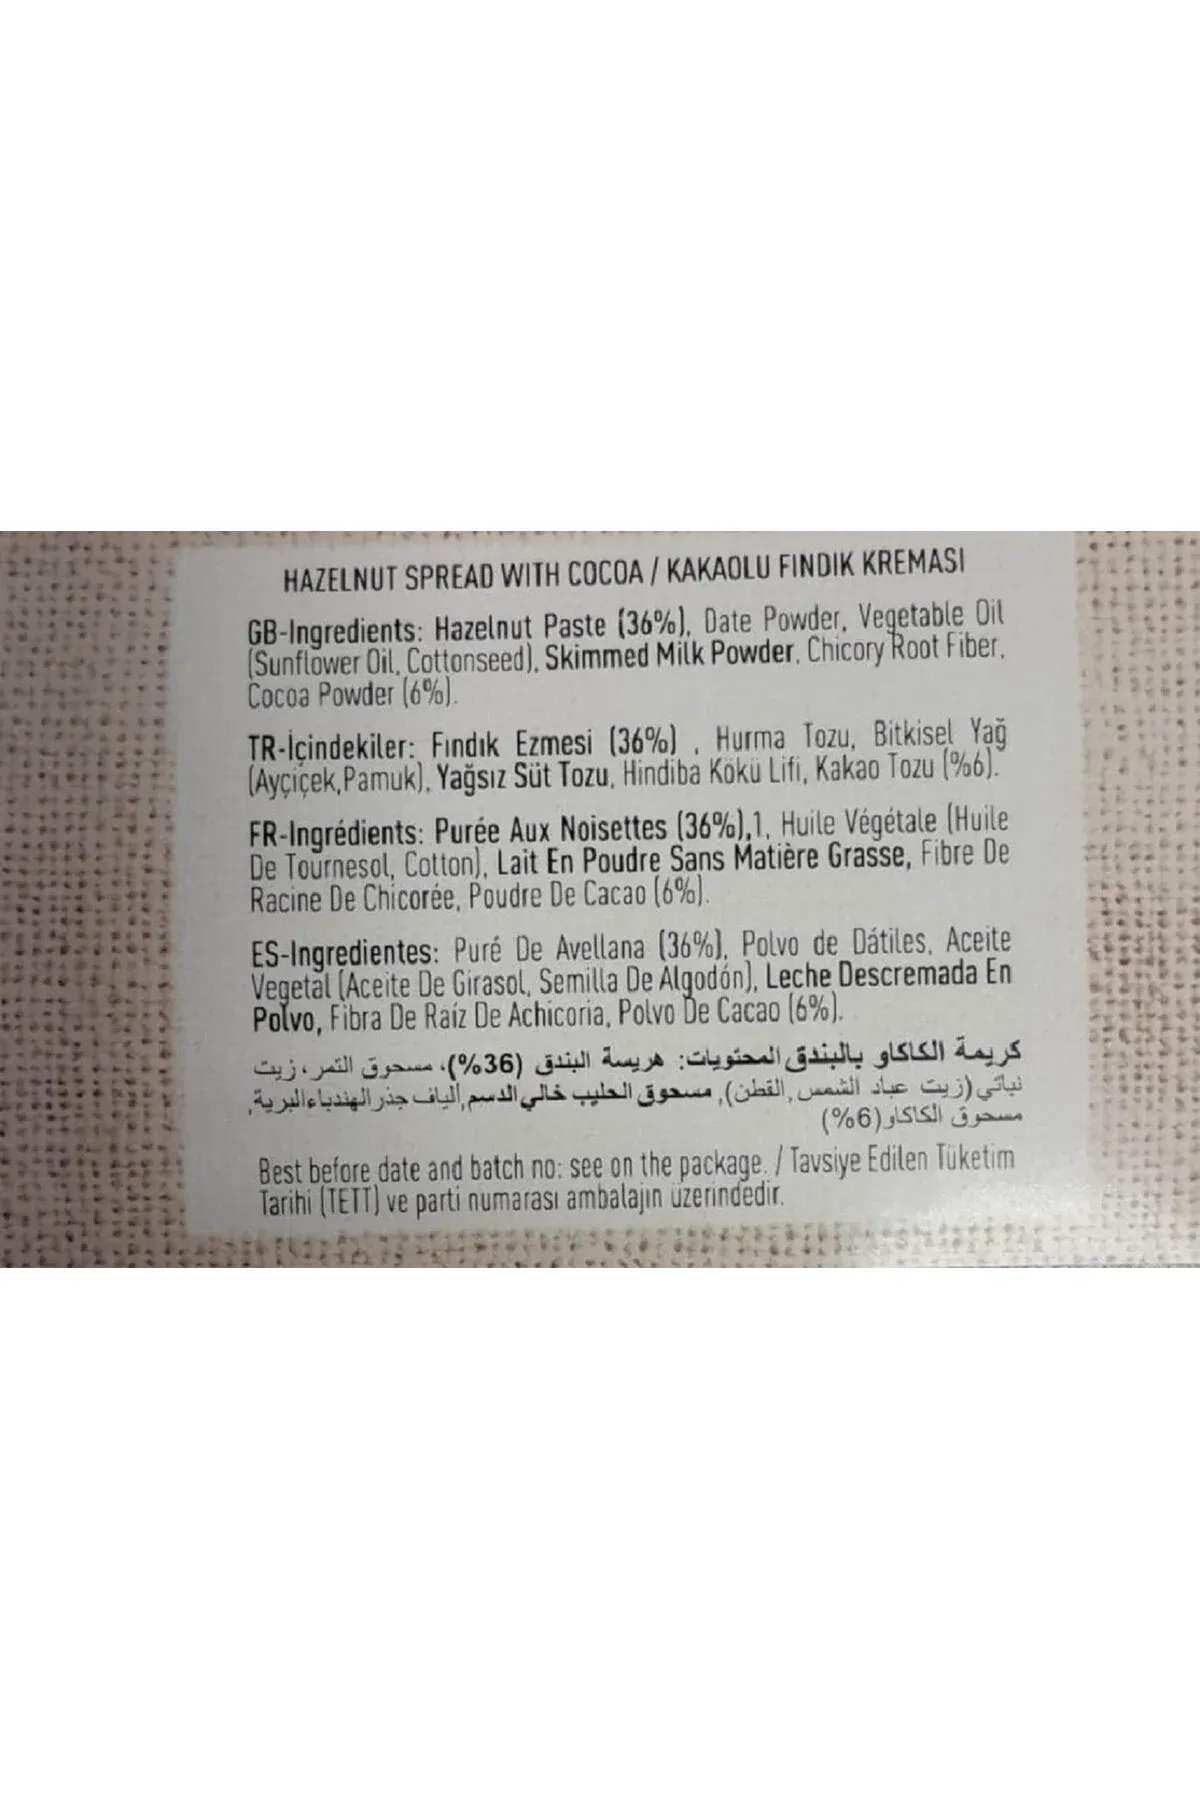 HAZELNUT SPREAD WITH COCOA / KAKAOLU FINDIK KREMASI
GB-Ingredients: Hazelnut Paste (36%), Date Powder, Vegetable Oil
(Sunflower Oil, Cottonseed), Skimmed Milk Powder, Chicory Root Fiber,
Cocoa Powder (6%).
TR-İçindekiler: Fındık Ezmesi (36%) , Hurma Tozu, Bitkisel Yağ
(Ayçiçek,Pamuk), Yağsız Süt Tozu, Hindiba Kökü Lifi, Kakao Tozu (%6).
FR-Ingrédients: Purée Aux Noisettes (36%),1, Huile Végétale (Huile
De Tournesol, Cotton), Lait En Poudre Sans Matière Grasse, Fibre De
Racine De Chicorée, Poudre De Cacao (6%).
ES-Ingredientes: Puré De Avellana (36%), Polvo de Dátiles, Aceite
Vegetal (Aceite De Girasol, Semilla De Algodón), Leche Descremada En
Polvo, Fibra De Raíz De Achicoria, Polvo De Cacao (6%).
كريمة الكاكاو بالبندق المحتويات: هريسة البندق (36%)، مسحوق التمر، زيت
نباتي (زيت عباد الشمس ,القطن), مسحوق الحليب خالي الدسم ,ألياف جذر الهندباء البرية,
مسحوق الكاكاو(6%)
Best before date and batch no: see on the package. / Tavsiye Edilen Tüketim
Tarihi (TETT) ve parti numarası ambalajın üzerindedir.